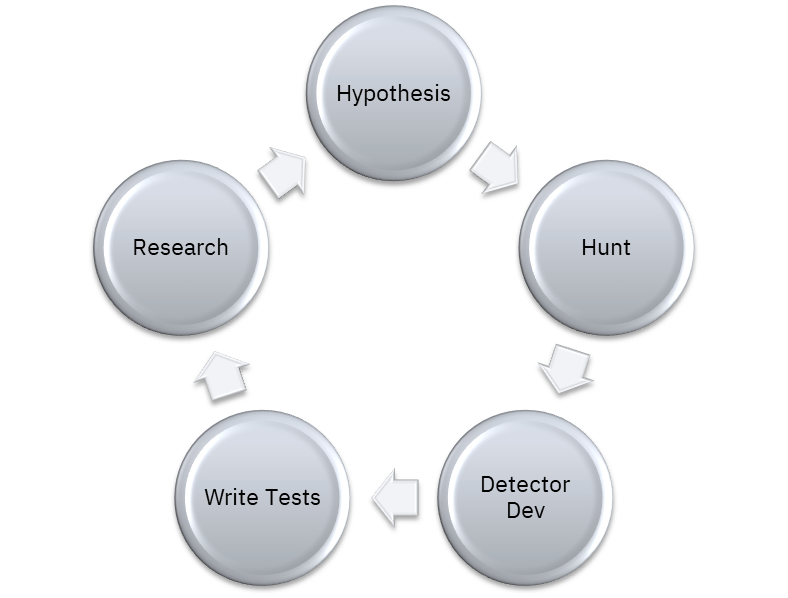 Hypothesis
Hunt
Detector
Dev
Write Tests
Research